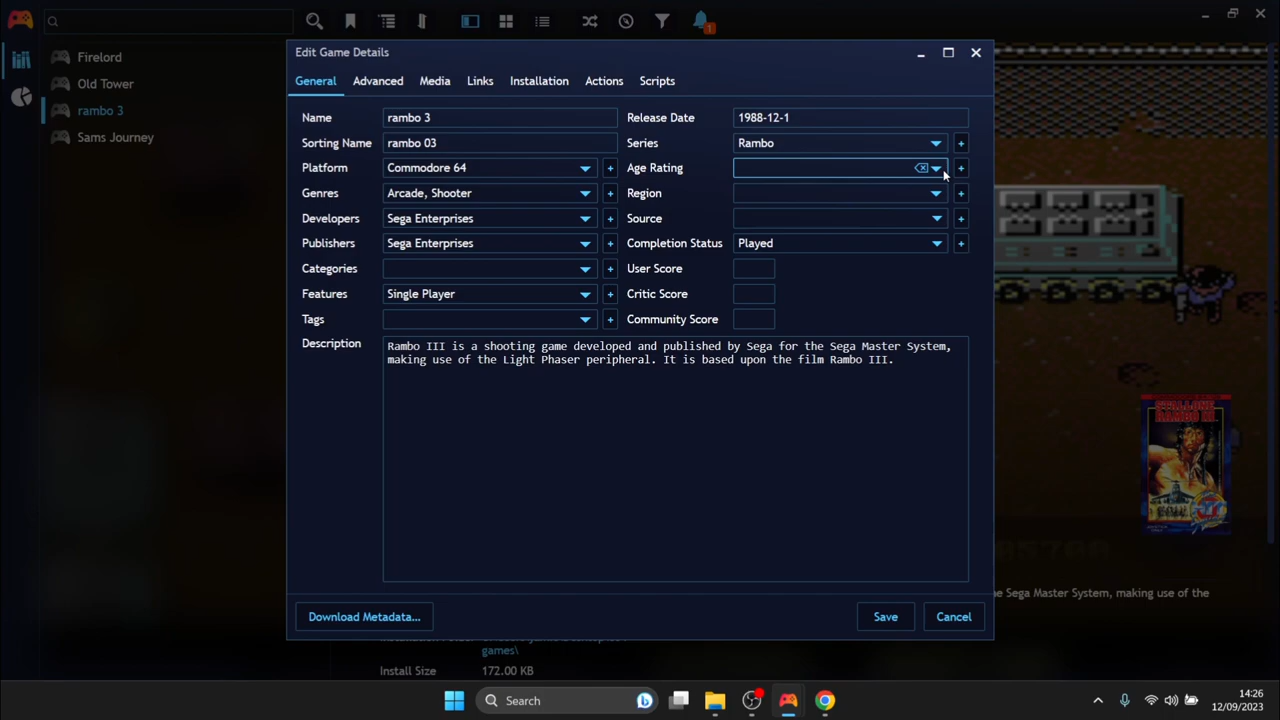 1
Firelord
Old Tower
rambo 3
Sams Journey
Edit Game Details
General Advanced Media Links Installation Actions Scripts
Name rambo 3 Release Date 1988-12-1
Sorting Name rambo 03 Series Rambo +
Platform Commodore 64 + Age Rating +
Genres Arcade, Shooter + Region +
Developers Sega Enterprises + Source +
Publishers Sega Enterprises + Completion Status Played +
Categories + User Score
Features Single Player + Critic Score
Tags + Community Score
Description Rambo III is a shooting game developed and published by Sega for the Sega Master System,
making use of the Light Phaser peripheral. It is based upon the film Rambo III.
STALLONE
RAMBO III
e Sega Master System, making use of the
Download Metadata... Save Cancel
games\
Install Size 172.00 KB
Search
14:26
12/09/2023